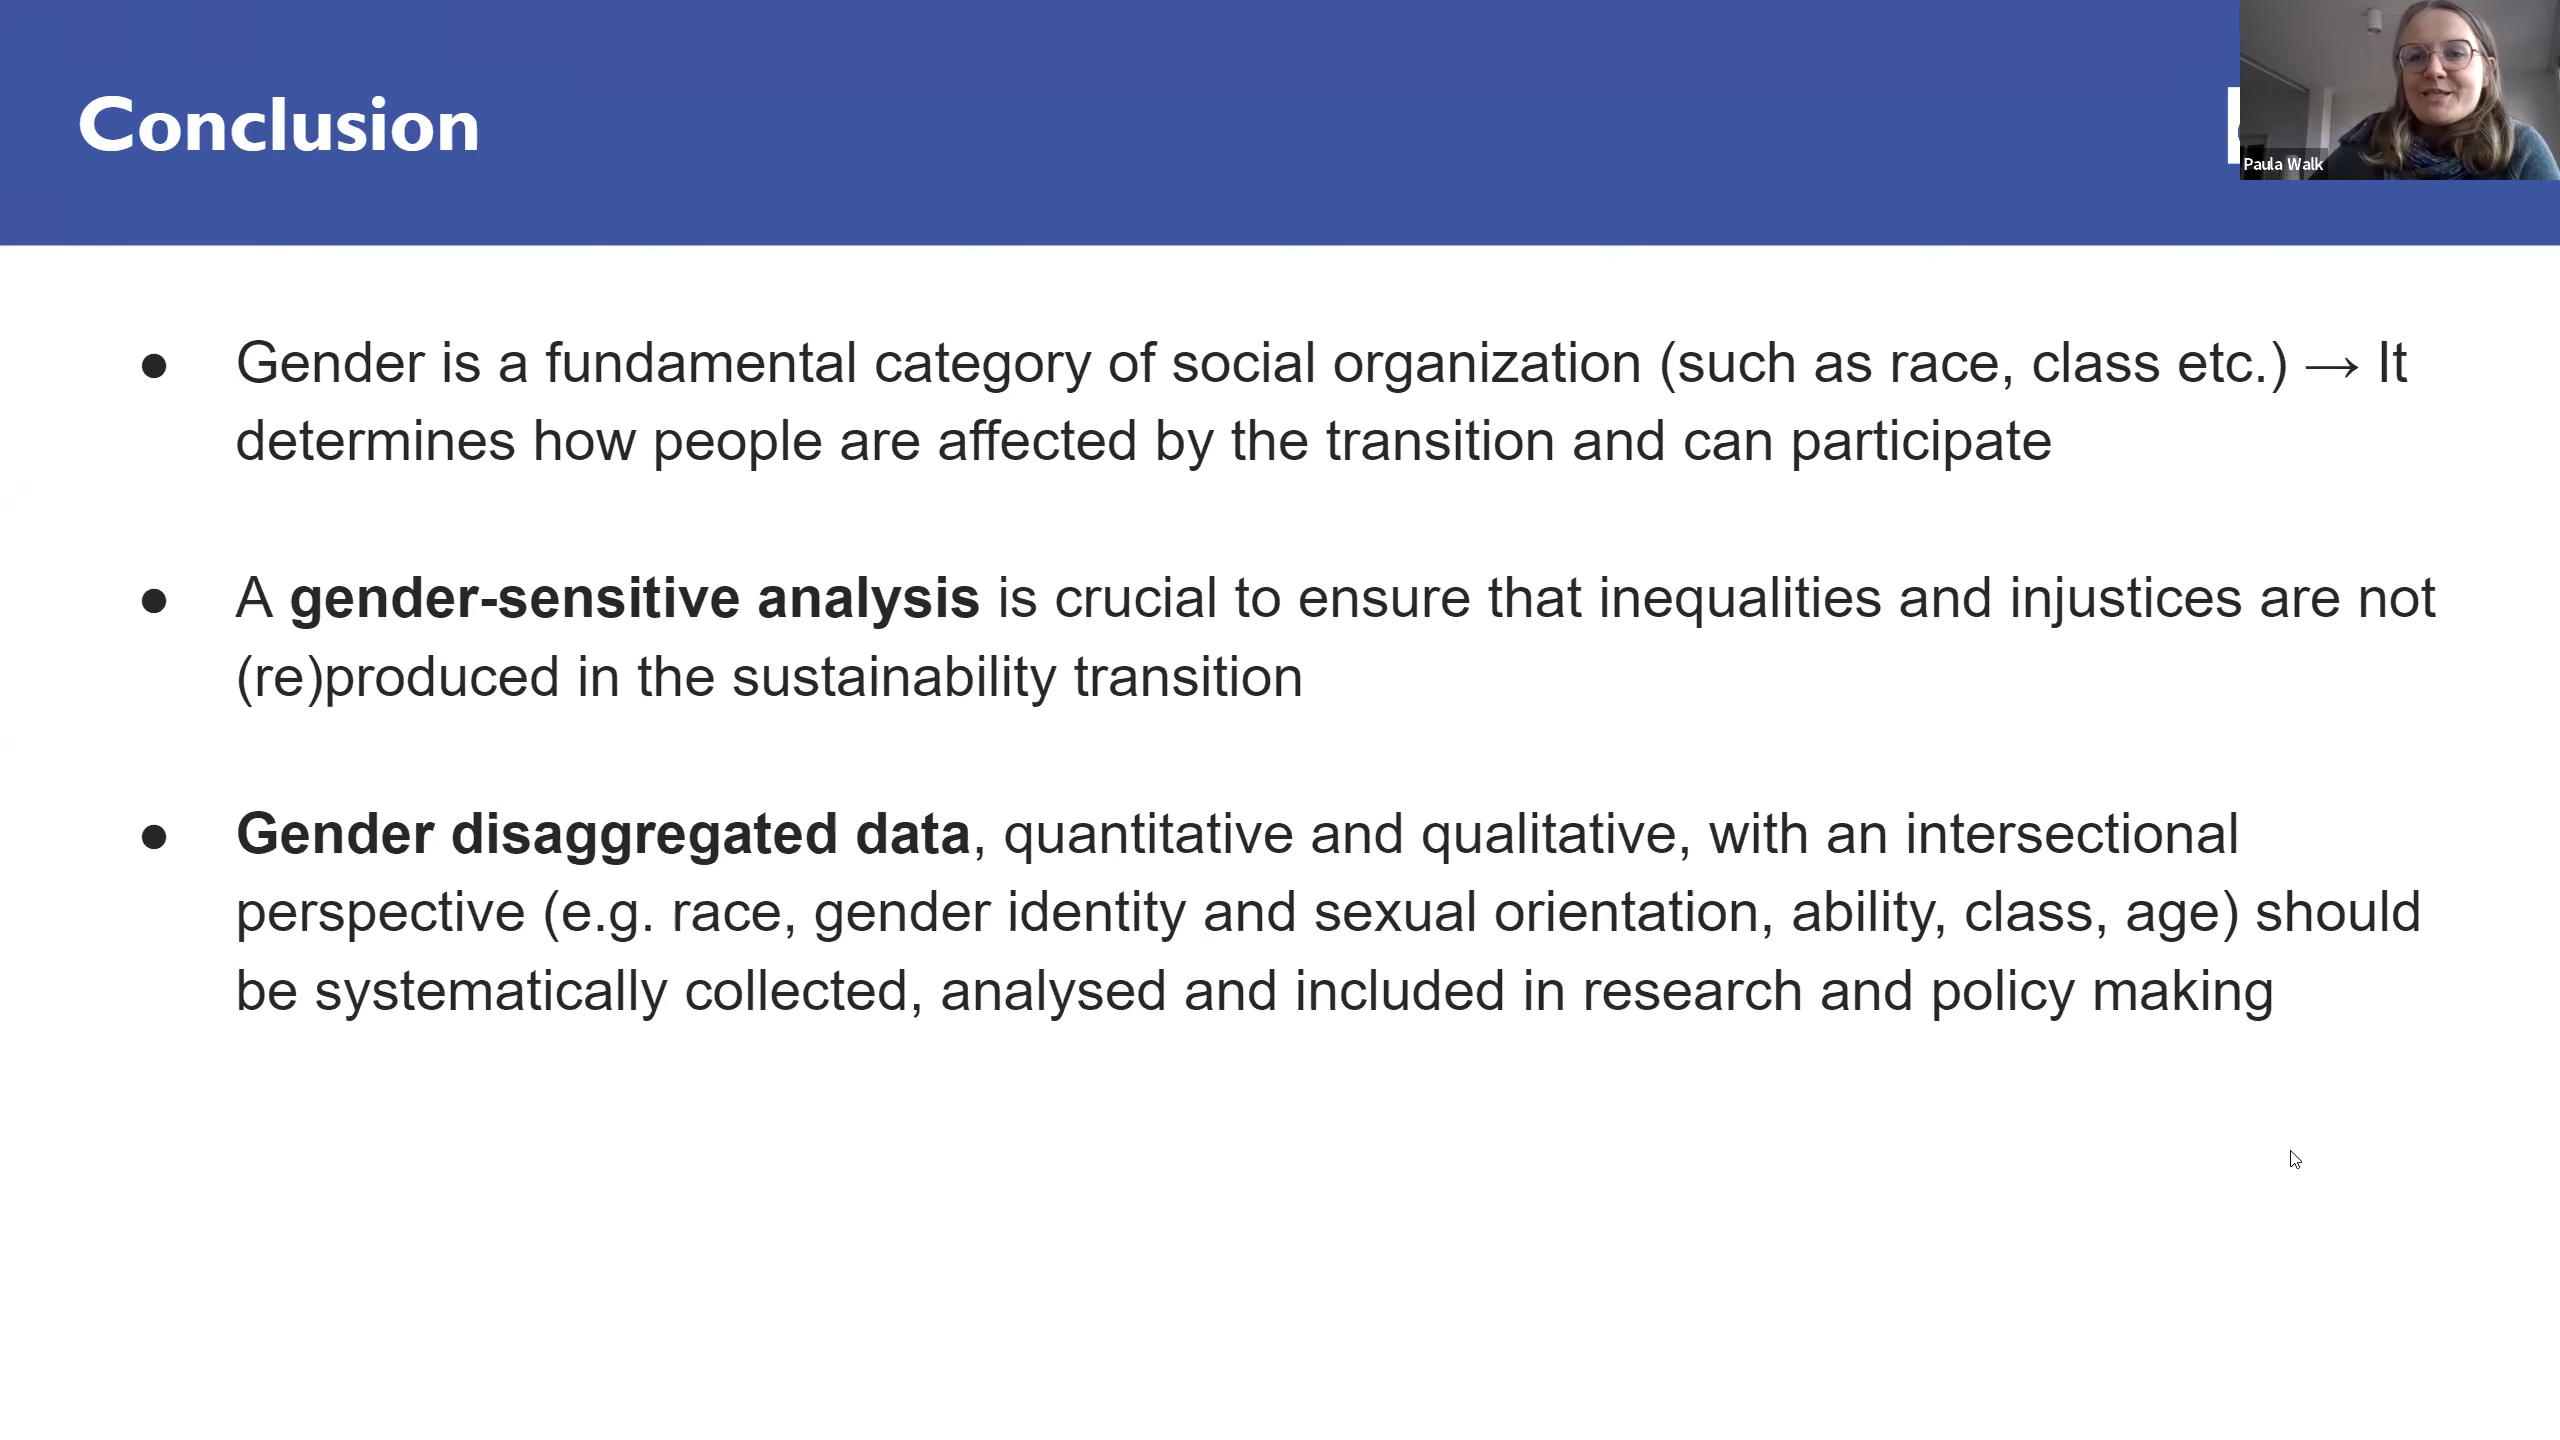 Conclusion
Paula Walk
● Gender is a fundamental category of social organization (such as race, class etc.) → It
determines how people are affected by the transition and can participate
● A gender-sensitive analysis is crucial to ensure that inequalities and injustices are not
(re)produced in the sustainability transition
● Gender disaggregated data, quantitative and qualitative, with an intersectional
perspective (e.g. race, gender identity and sexual orientation, ability, class, age) should
be systematically collected, analysed and included in research and policy making